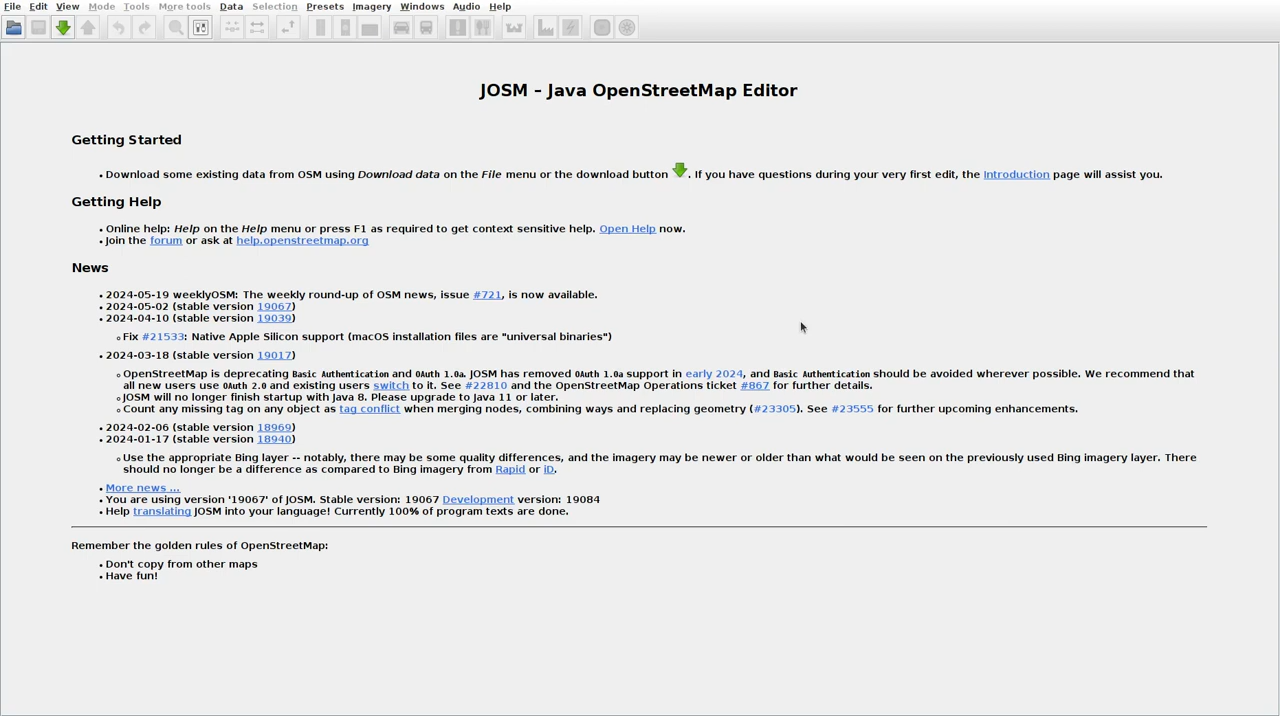 File Edit View Mode Tools More tools Data Selection Presets Imagery Windows Audio Help
JOSM – Java OpenStreetMap Editor
Getting Started
• Download some existing data from OSM using Download data on the File menu or the download button . If you have questions during your very first edit, the Introduction page will assist you.
Getting Help
• Online help: Help on the Help menu or press F1 as required to get context sensitive help. Open Help now.
• Join the forum or ask at help.openstreetmap.org
News
• 2024-05-19 weeklyOSM: The weekly round-up of OSM news, issue #721, is now available.
• 2024-05-02 (stable version 19067)
• 2024-04-10 (stable version 19039)
◦ Fix #21533: Native Apple Silicon support (macOS installation files are "universal binaries")
• 2024-03-18 (stable version 19017)
◦ OpenStreetMap is deprecating Basic Authentication and OAuth 1.0a. JOSM has removed OAuth 1.0a support in early 2024, and Basic Authentication should be avoided wherever possible. We recommend that
all new users use OAuth 2.0 and existing users switch to it. See #22810 and the OpenStreetMap Operations ticket #867 for further details.
◦ JOSM will no longer finish startup with Java 8. Please upgrade to Java 11 or later.
◦ Count any missing tag on any object as tag conflict when merging nodes, combining ways and replacing geometry (#23305). See #23555 for further upcoming enhancements.
• 2024-02-06 (stable version 18969)
• 2024-01-17 (stable version 18940)
◦ Use the appropriate Bing layer -- notably, there may be some quality differences, and the imagery may be newer or older than what would be seen on the previously used Bing imagery layer. There
should no longer be a difference as compared to Bing imagery from Rapid or iD.
• More news ...
• You are using version '19067' of JOSM. Stable version: 19067 Development version: 19084
• Help translating JOSM into your language! Currently 100% of program texts are done.
Remember the golden rules of OpenStreetMap:
• Don't copy from other maps
• Have fun!